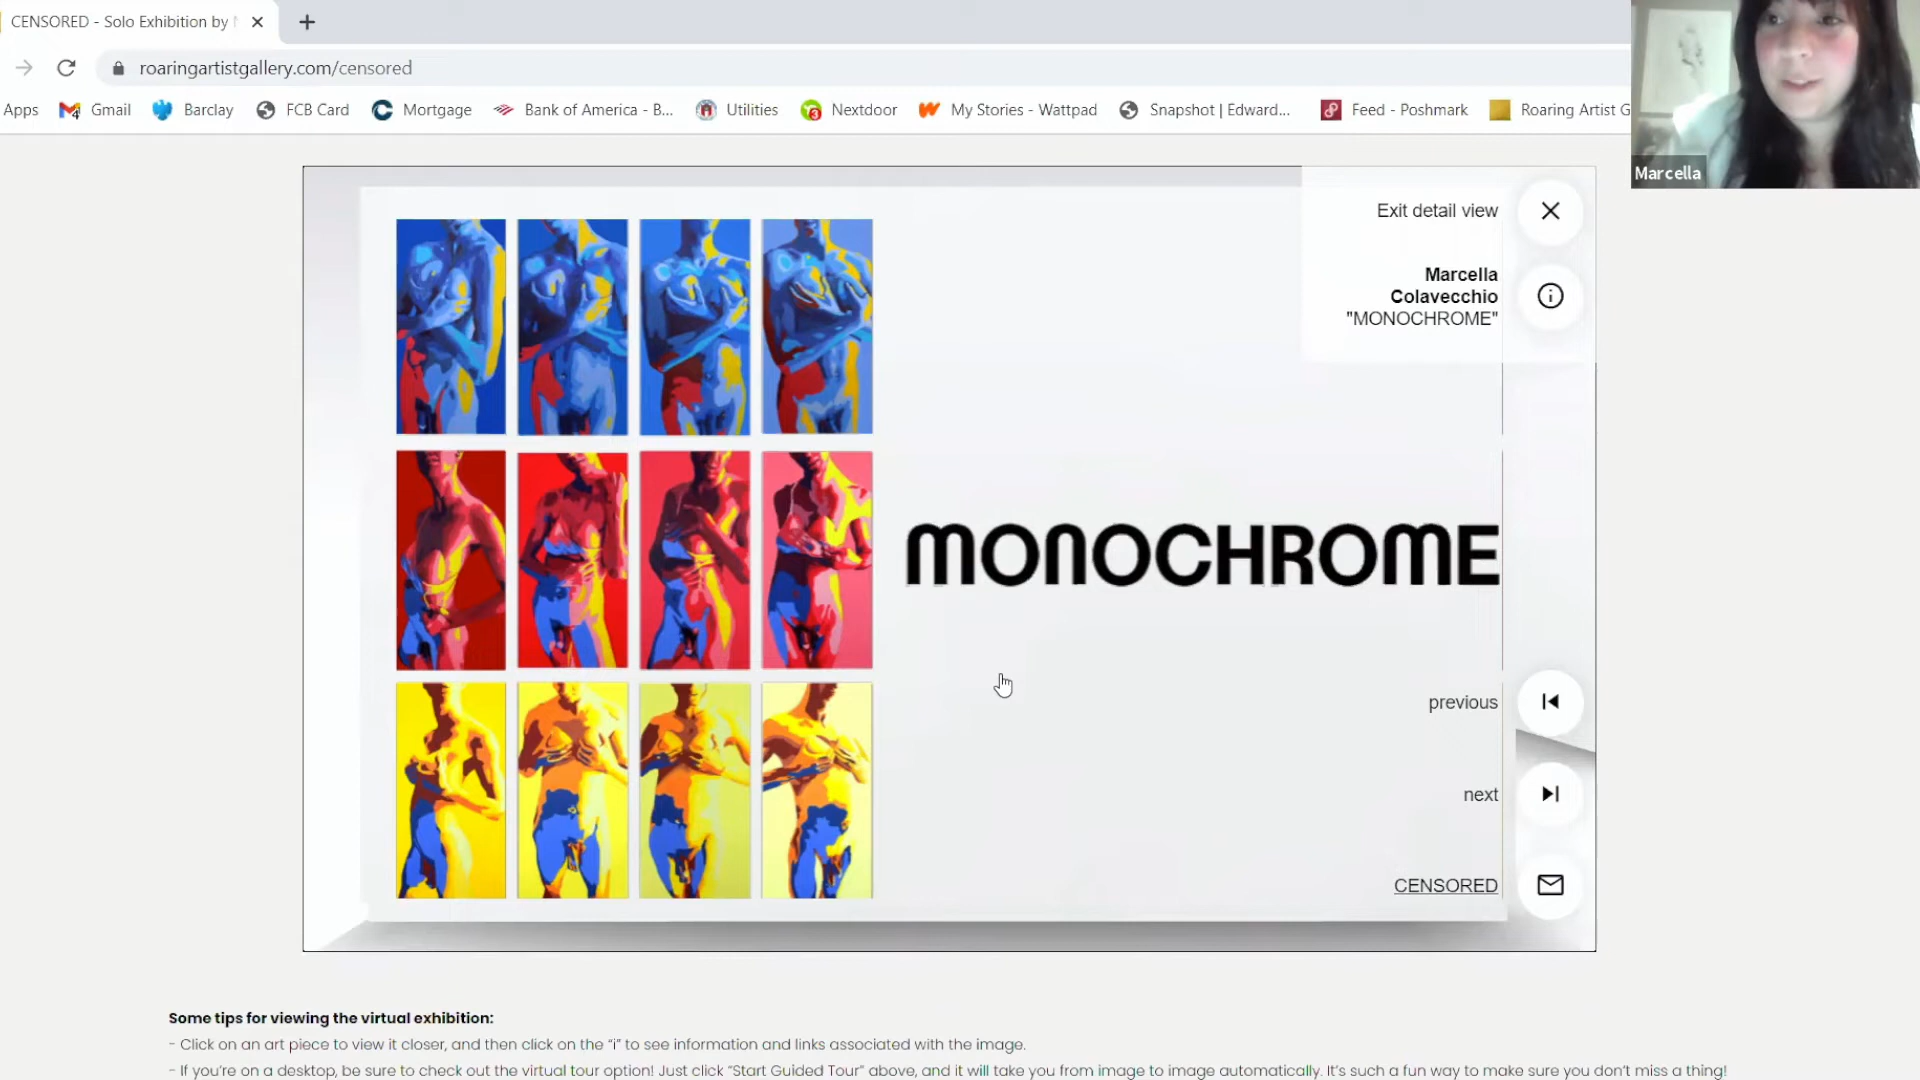 CENSORED - Solo Exhibition by
roaringartistgallery.com/censored
Apps Gmail Barclay FCB Card Mortgage Bank of America - B... Utilities Nextdoor My Stories - Wattpad Snapshot | Edward... Feed - Poshmark Roaring Artist G
Marcella
Exit detail view
Marcella
Colavecchio
"MONOCHROME"
MONOCHROME
previous
next
CENSORED
Some tips for viewing the virtual exhibition:
- Click on an art piece to view it closer, and then click on the "i" to see information and links associated with the image.
- If you're on a desktop, be sure to check out the virtual tour option! Just click "Start Guided Tour" above, and it will take you from image to image automatically. It's such a fun way to make sure you don't miss a thing!